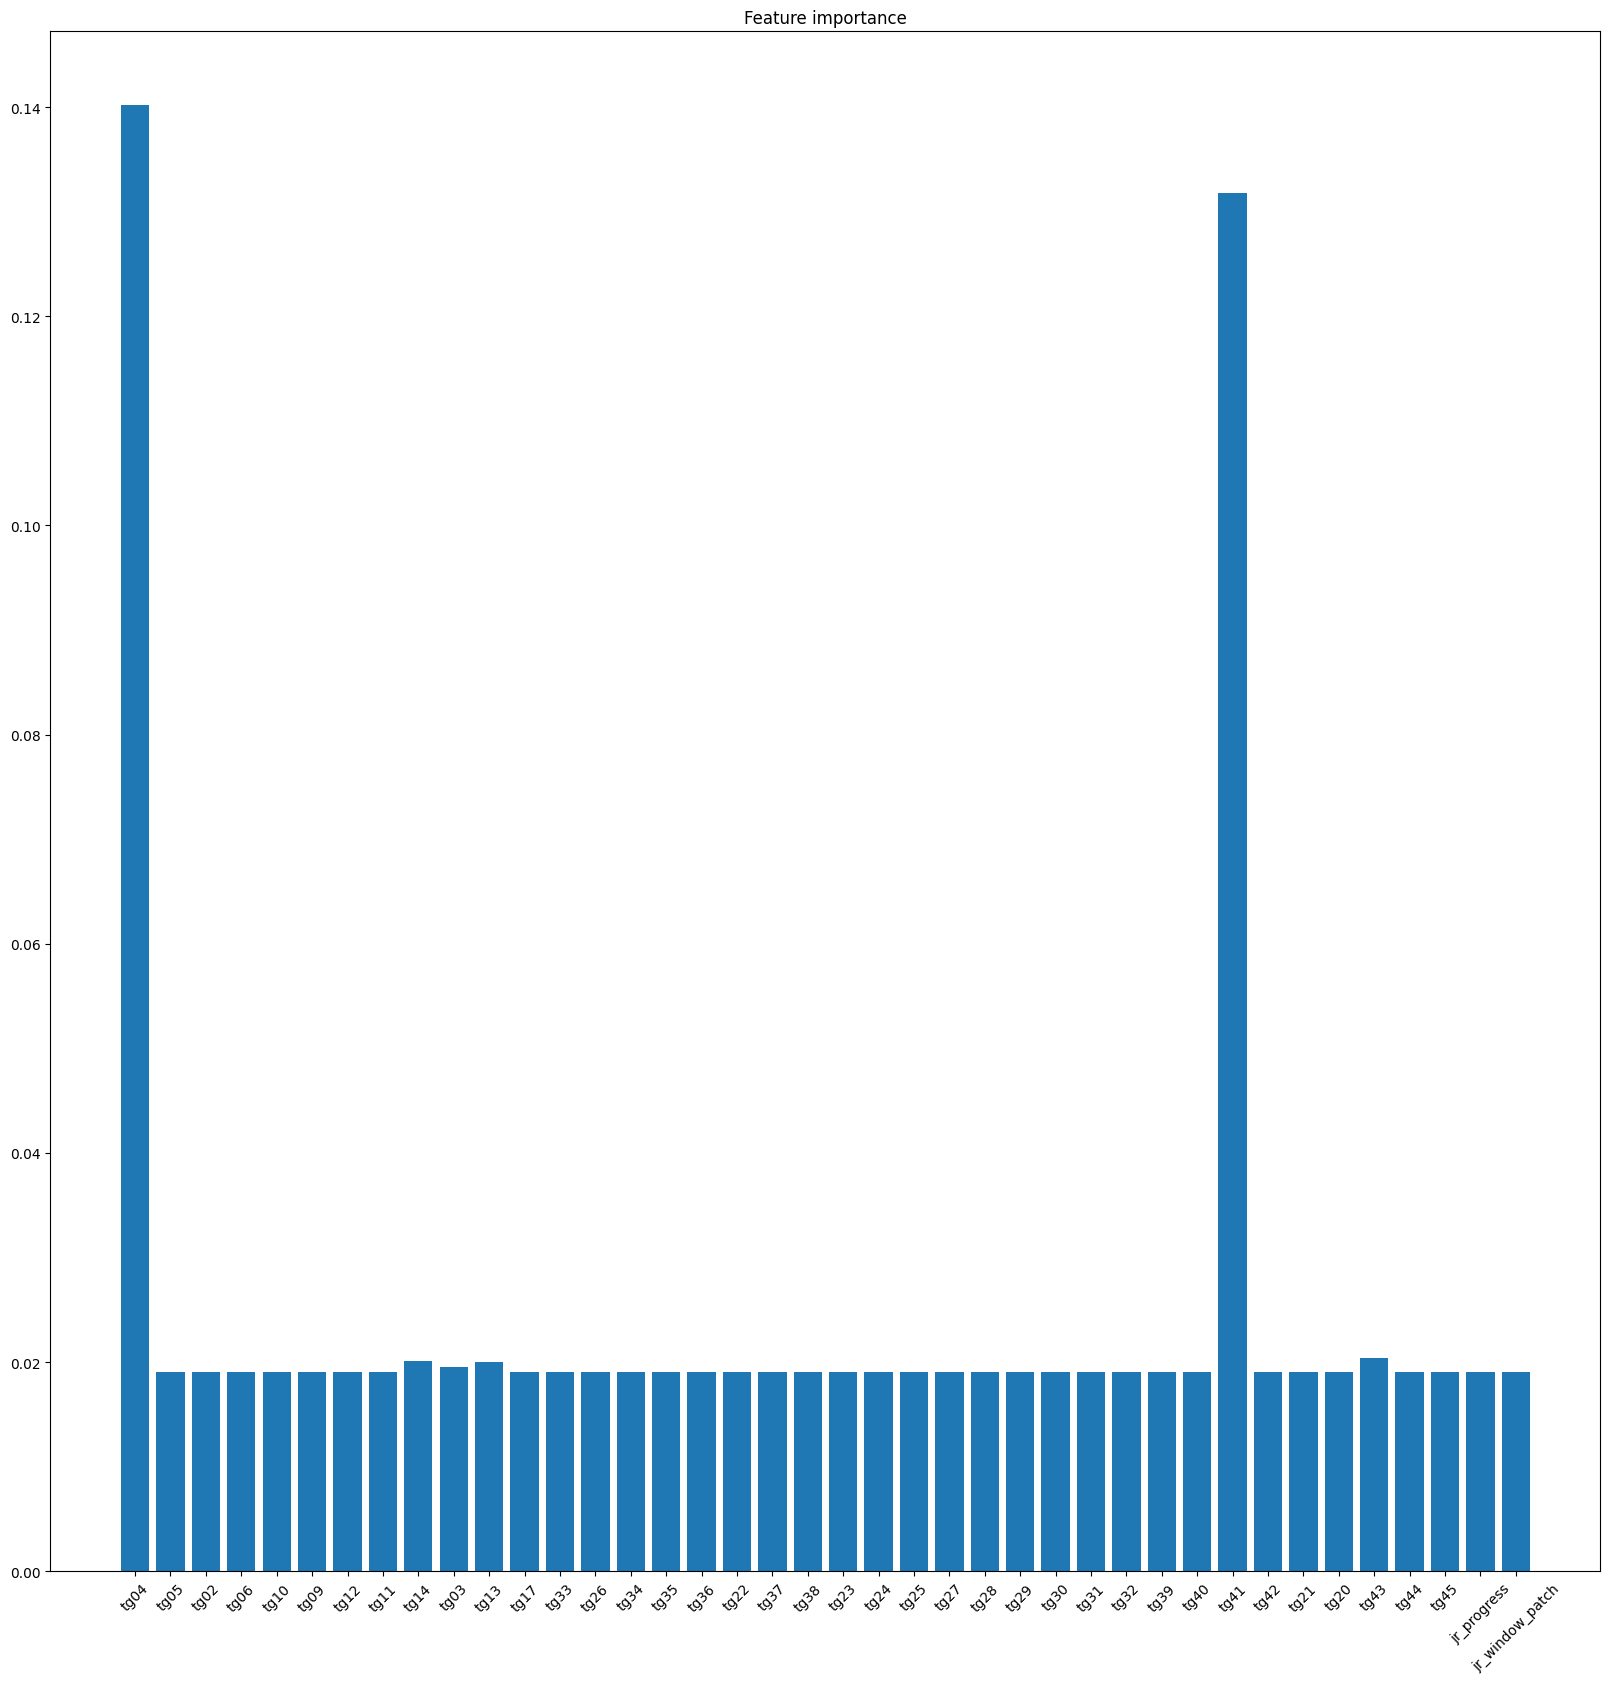 Feature importance
0.14
0.12
0.10
0.08
0.06
0.04
0.02
0.00
tg04
tg05
tg02
tg06
tg10
tg09
tg12
tg11
tg14
tg03
tg13
tg17
tg33
tg26
tg34
tg35
tg36
tg22
tg37
tg38
tg23
tg24
tg25
tg27
tg28
tg29
tg30
tg31
tg32
tg39
tg40
tg41
tg42
tg21
tg20
tg43
tg44
tg45
jr_progress
jr_window_patch